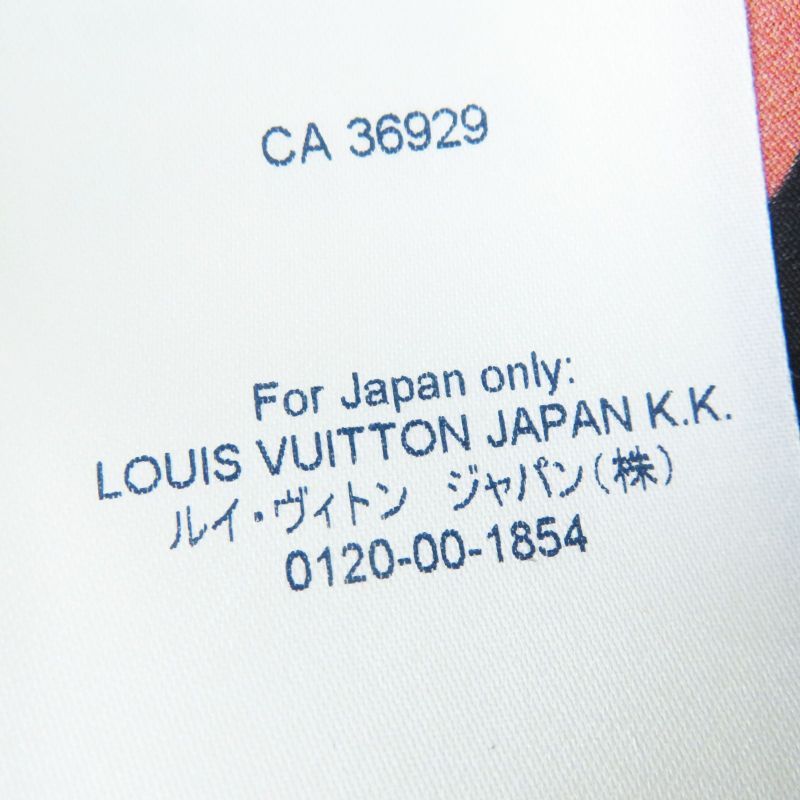 CA 36929
For Japan only:
LOUIS VUITTON JAPAN K.K.
ルイ・ヴィトン　ジャパン(株)
0120-00-1854